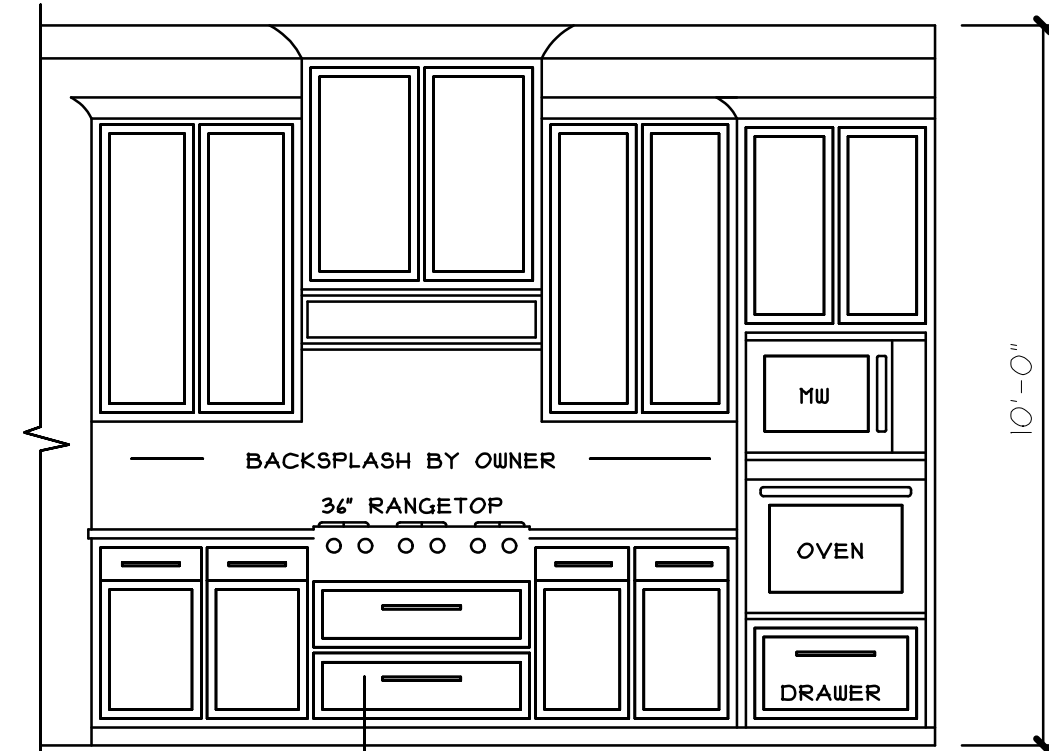 MW
10'-0"
BACKSPLASH BY OWNER
36" RANGETOP
OVEN
DRAWER